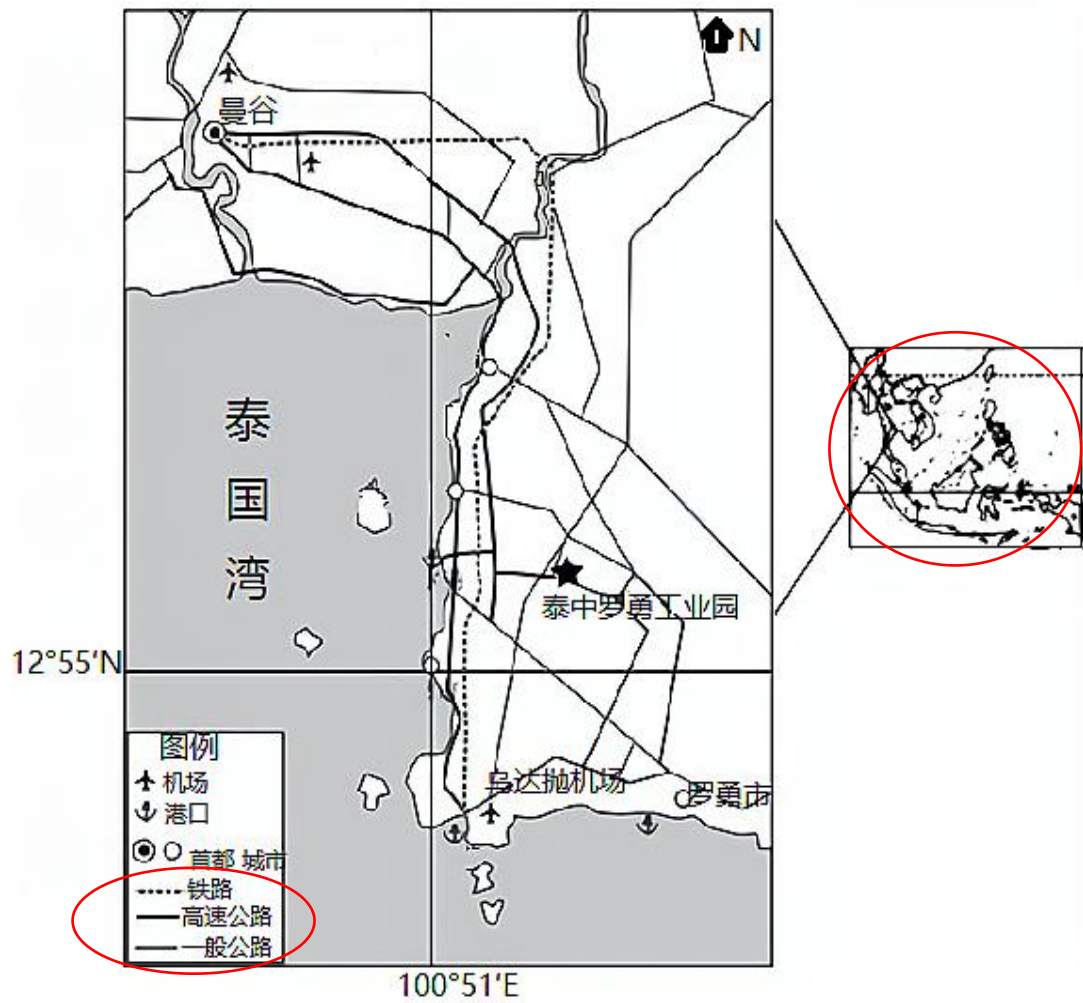 N
曼谷
泰国湾
泰中罗勇工业园
12°55′N
乌达抛机场
罗勇市
图例
机场
港口
首都 城市
铁路
高速公路
一般公路
100°51′E